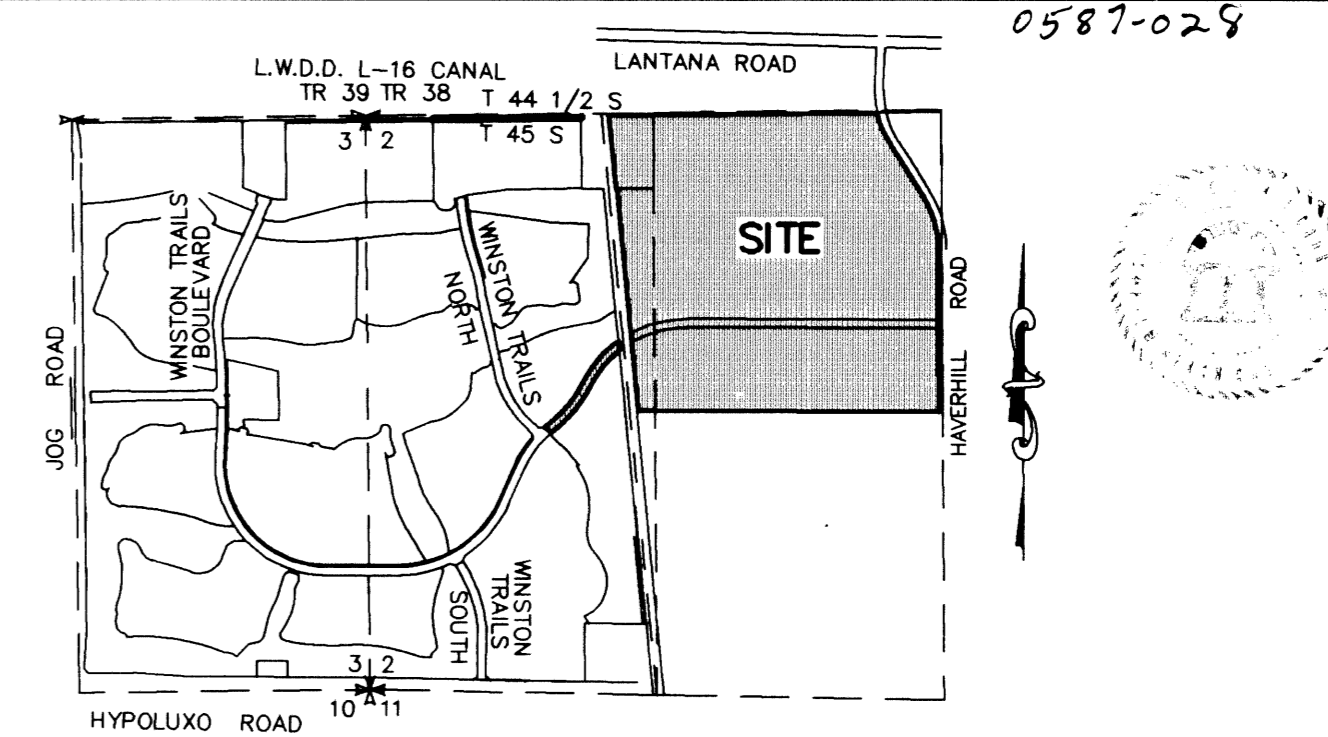 0587-028
LANTANA ROAD
L.W.D.D. L-16 CANAL
TR 39 TR 38 T 44 1/2 S
3 2 T 45 S
SITE
WINSTON TRAILS
BOULEVARD
WINSTON TRAILS
NORTH
JOG ROAD
HAVERHILL ROAD
WINSTON
TRAILS
SOUTH
3 2
10 11
HYPOLUXO ROAD